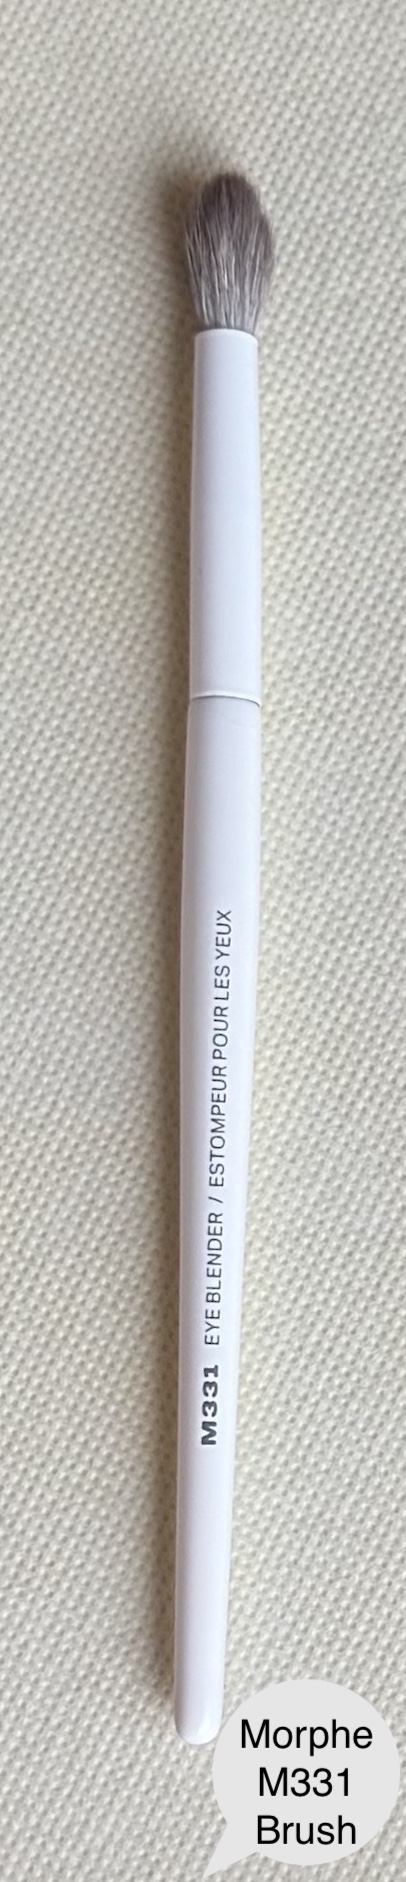 M331 EYE BLENDER / ESTOMPEUR POUR LES YEUX
Morphe
M331
Brush